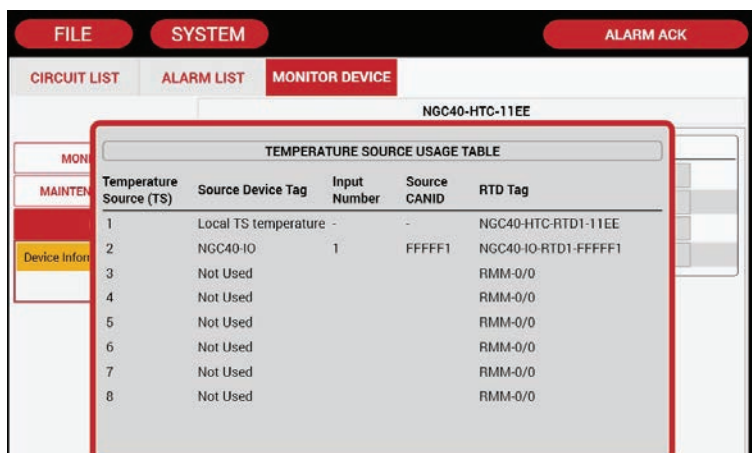 FILE SYSTEM ALARM ACK
CIRCUIT LIST ALARM LIST MONITOR DEVICE
NGC40-HTC-11EE
TEMPERATURE SOURCE USAGE TABLE
MONI
MAINTEN
Device Inform
Temperature Source (TS) Source Device Tag Input Number Source CANID RTD Tag
1 Local TS temperature - - NGC40-HTC-RTD1-11EE
2 NGC40-IO 1 FFFFF1 NGC40-IO-RTD1-FFFFF1
3 Not Used RMM-0/0
4 Not Used RMM-0/0
5 Not Used RMM-0/0
6 Not Used RMM-0/0
7 Not Used RMM-0/0
8 Not Used RMM-0/0